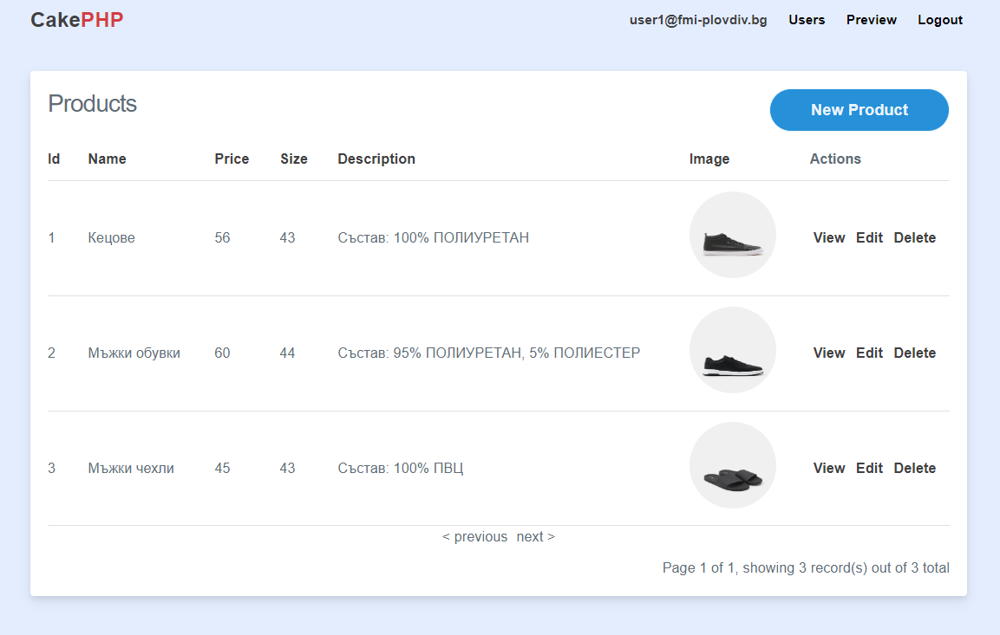 CakePHP user1@fmi-plovdiv.bg Users Preview Logout
Products New Product
Id Name Price Size Description Image Actions
1 Кецове 56 43 Състав: 100% ПОЛИУРЕТАН View Edit Delete
2 Мъжки обувки 60 44 Състав: 95% ПОЛИУРЕТАН, 5% ПОЛИЕСТЕР View Edit Delete
3 Мъжки чехли 45 43 Състав: 100% ПВЦ View Edit Delete
< previous next >
Page 1 of 1, showing 3 record(s) out of 3 total